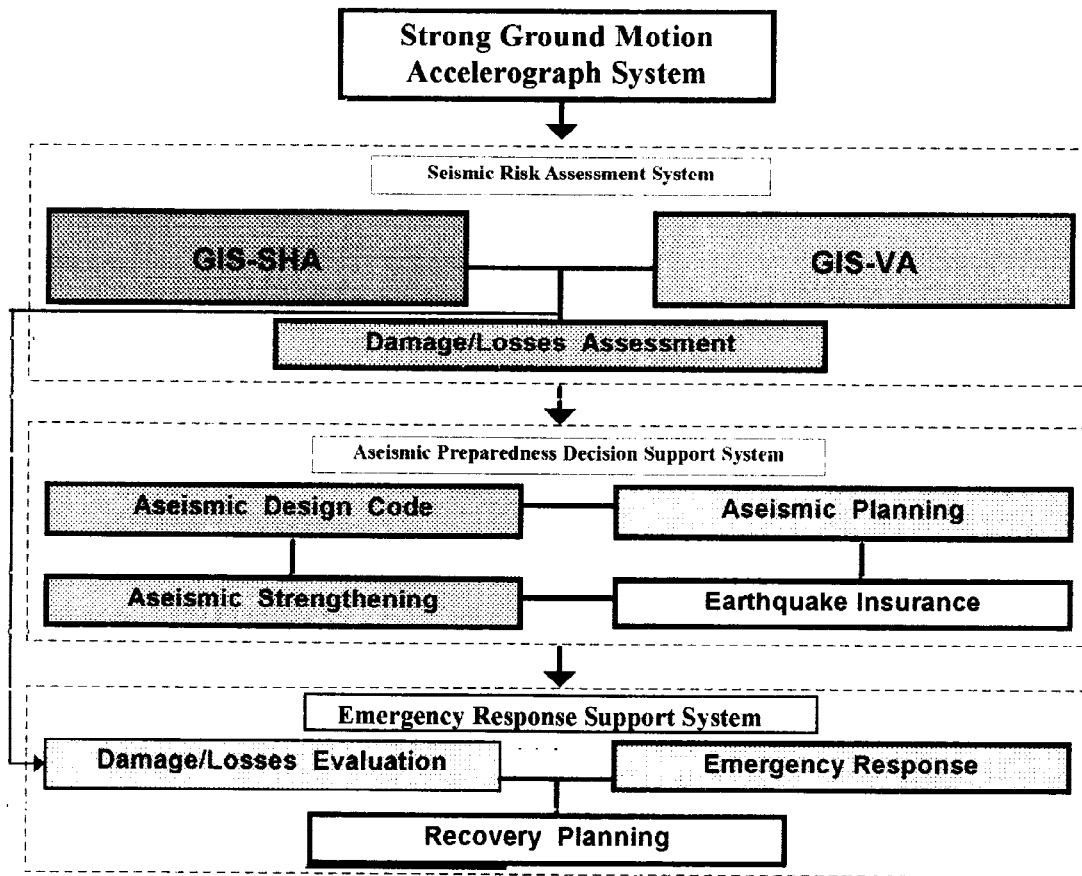 Strong Ground Motion
Accelerograph System
Seismic Risk Assessment System
GIS-SHA
GIS-VA
Damage/Losses Assessment
Aseismic Preparedness Decision Support System
Aseismic Design Code
Aseismic Planning
Aseismic Strengthening
Earthquake Insurance
Emergency Response Support System
Damage/Losses Evaluation
Emergency Response
Recovery Planning